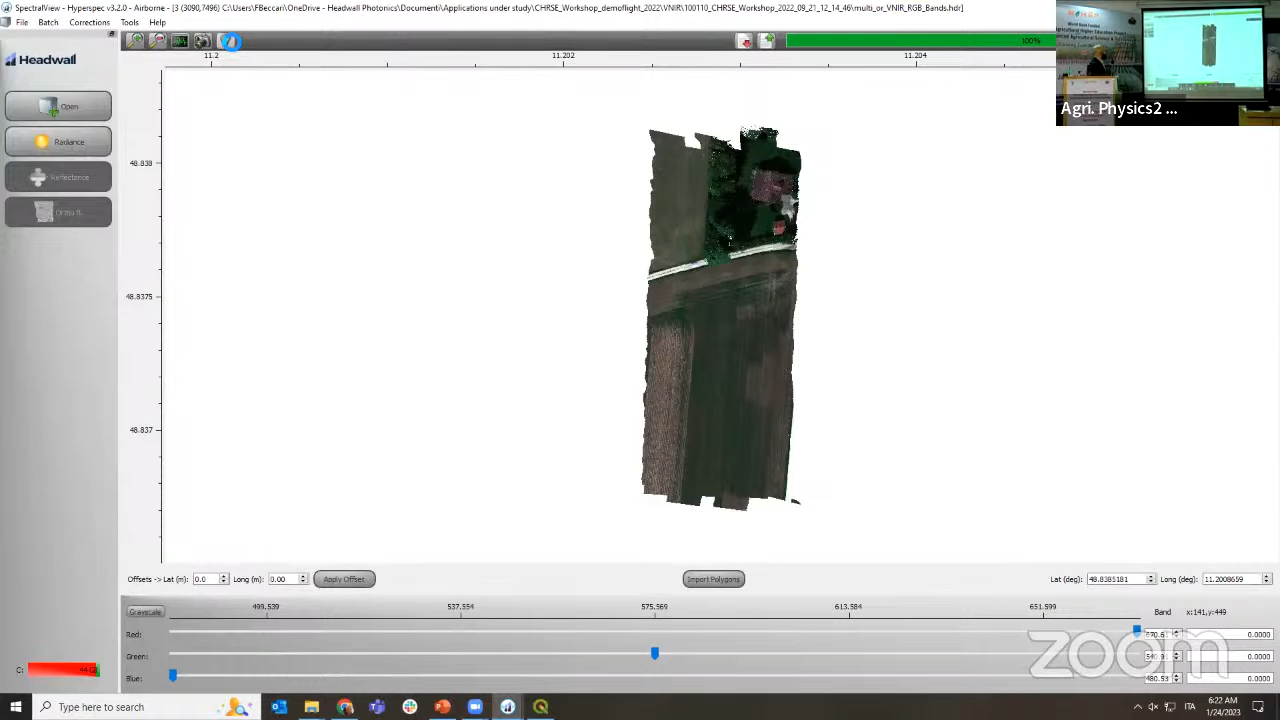 SpectralView - Hyperspec v3.2.0 - Airborne - [3 (3090,7496) C:\Users\FBeccari\OneDrive - Headwall Photonics\Document\Applications under study\CHRSE_Workshop_demoflight_2022\VNIR\100110_CHRSE_Workshop_2022_09_21_12_14_46\multi_or_VNIR_RGB_Bands.hdr]
File Batch Corrections Tools Help
100%
Headwall
Open
Radiance
Reflectance
11.2 11.202 11.204
48.838
48.8375
48.837
Agri. Physics2 ...
Offsets -> Lat (m): 0.0 Long (m): 0.00 Apply Offset Import Polygons Lat (deg): 48.8385181 Long (deg): 11.2008659
Grayscale 499.539 537.554 575.569 613.584 651.599 Band x:141,y:449
Red: 0.0000
Green: 0.0000
Blue: 480.53 0.0000
C:
zoom
Type here to search
ITA
6:22 AM
1/24/2023